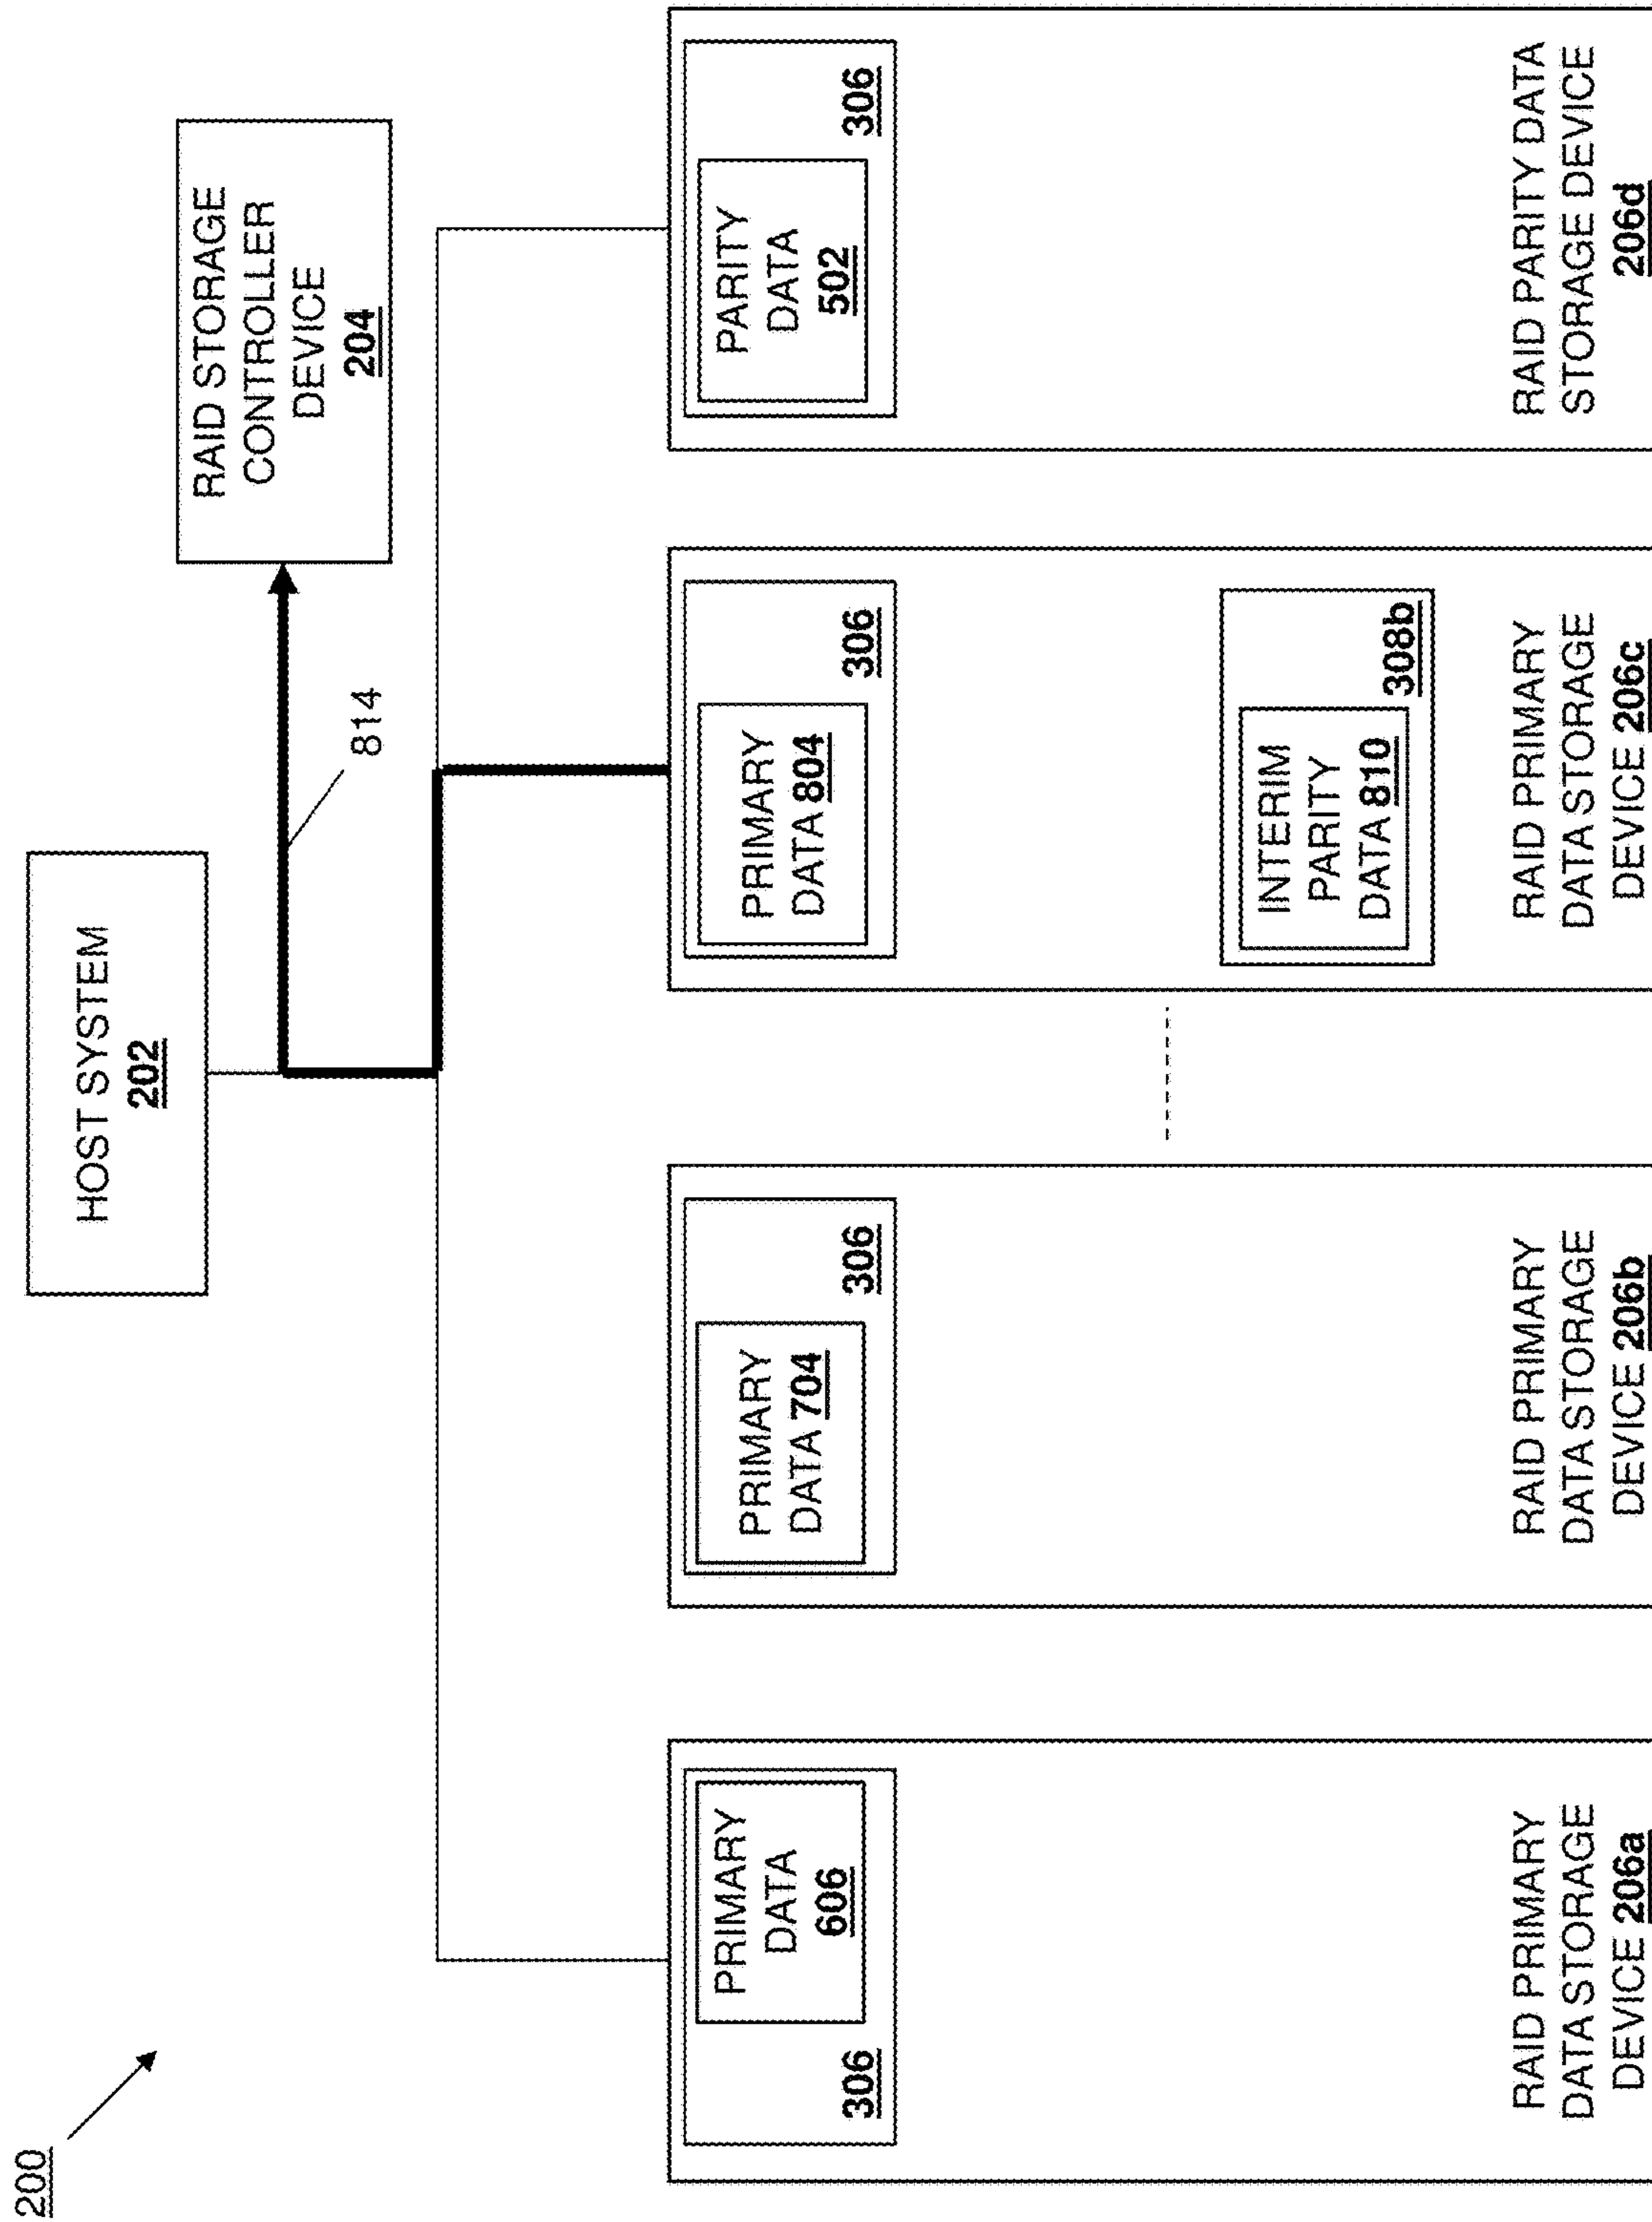 200
HOST SYSTEM
202
RAID STORAGE
CONTROLLER
DEVICE
204
814
PRIMARY
DATA
606
306
RAID PRIMARY
DATA STORAGE
DEVICE 206a
PRIMARY
DATA 704
306
RAID PRIMARY
DATA STORAGE
DEVICE 206b
PRIMARY
DATA 804
306
INTERIM
PARITY
DATA 810
308b
RAID PRIMARY
DATA STORAGE
DEVICE 206c
PARITY
DATA
502
306
RAID PARITY DATA
STORAGE DEVICE
206d